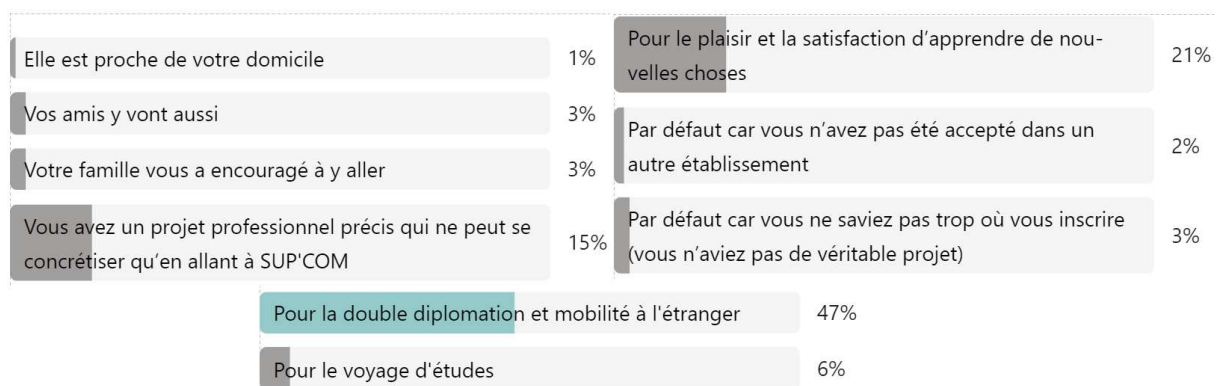 Elle est proche de votre domicile 1%
Vos amis y vont aussi 3%
Votre famille vous a encouragé à y aller 3%
Vous avez un projet professionnel précis qui ne peut se
concrétiser qu'en allant à SUP'COM 15%
Pour le plaisir et la satisfaction d’apprendre de nou-
velles choses 21%
Par défaut car vous n’avez pas été accepté dans un
autre établissement 2%
Par défaut car vous ne saviez pas trop où vous inscrire
(vous n’aviez pas de véritable projet) 3%
Pour la double diplomation et mobilité à l'étranger 47%
Pour le voyage d'études 6%